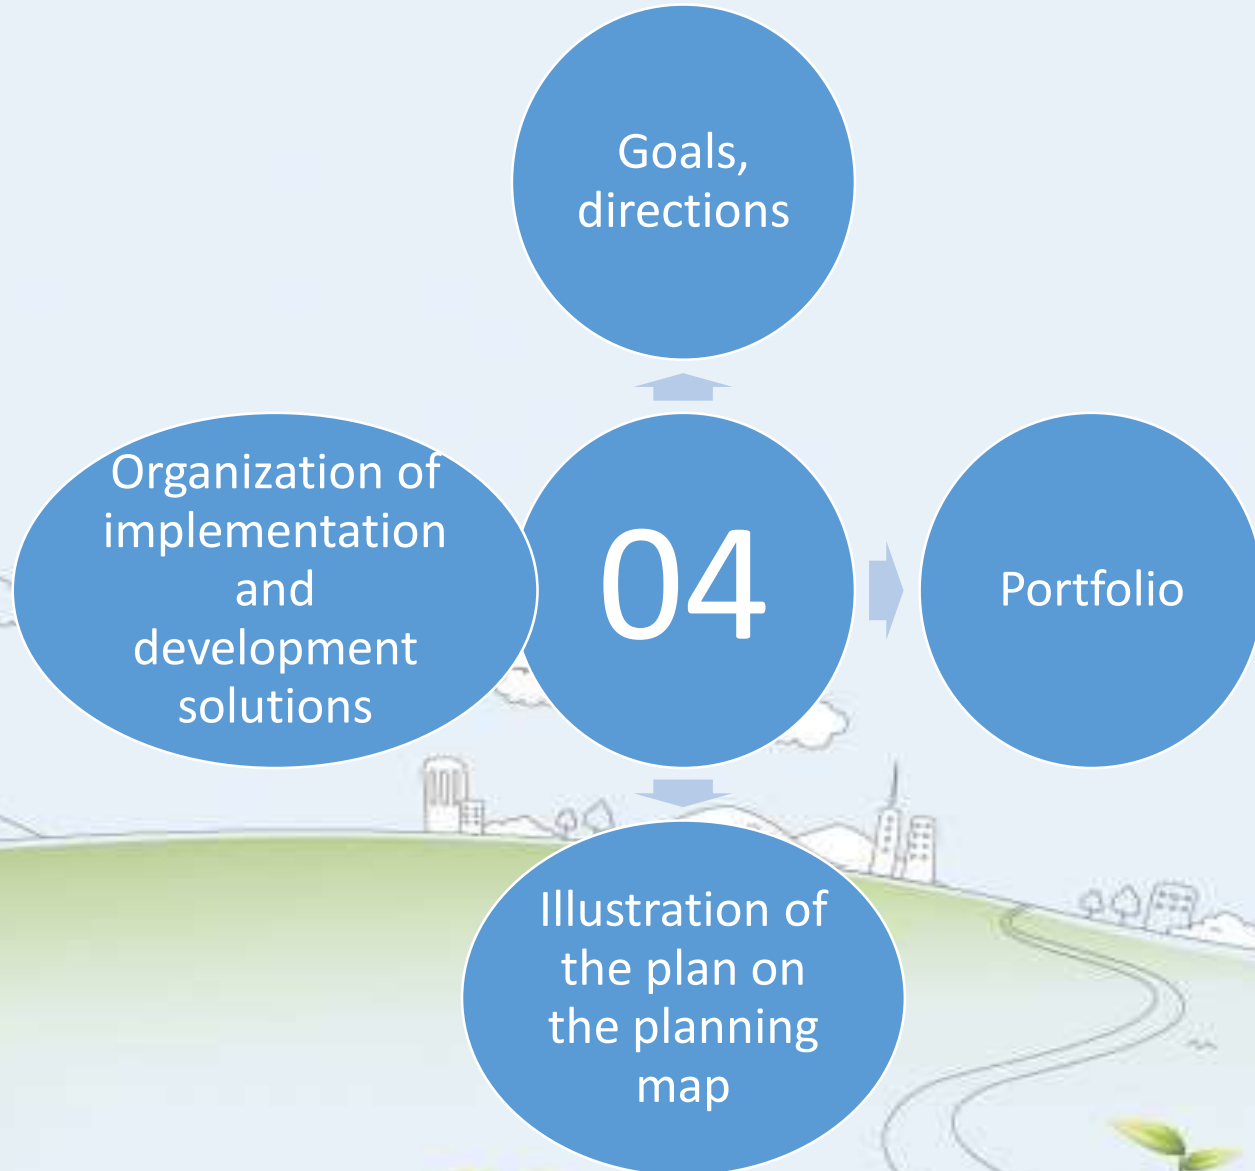 Goals,
directions
Organization of
implementation
and
development
solutions
04
Portfolio
Illustration of
the plan on
the planning
map